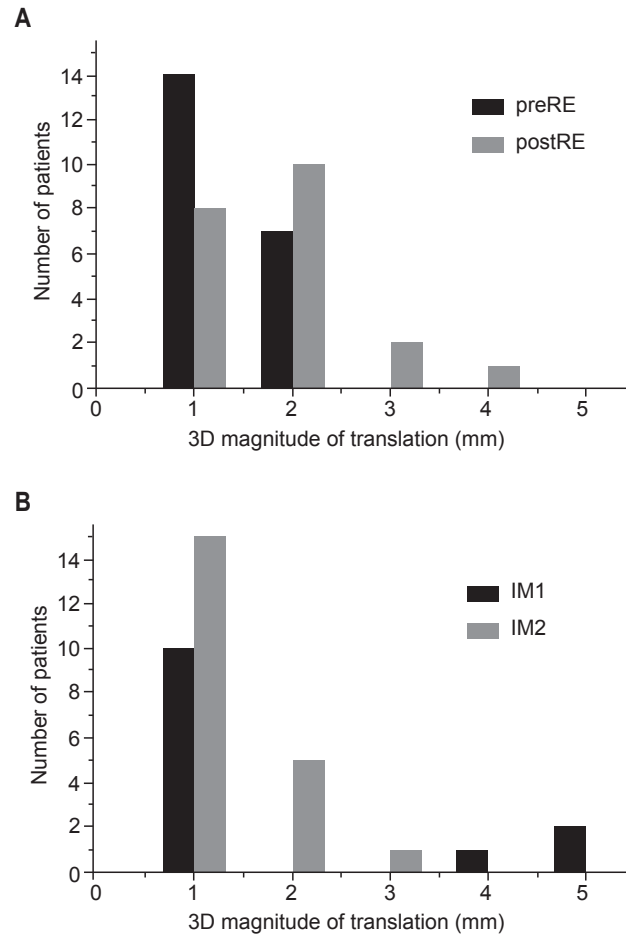 A
14
12
10
8
6
4
2
0
Number of patients
preRE
postRE
0 1 2 3 4 5
3D magnitude of translation (mm)
B
14
12
10
8
6
4
2
0
Number of patients
IM1
IM2
0 1 2 3 4 5
3D magnitude of translation (mm)